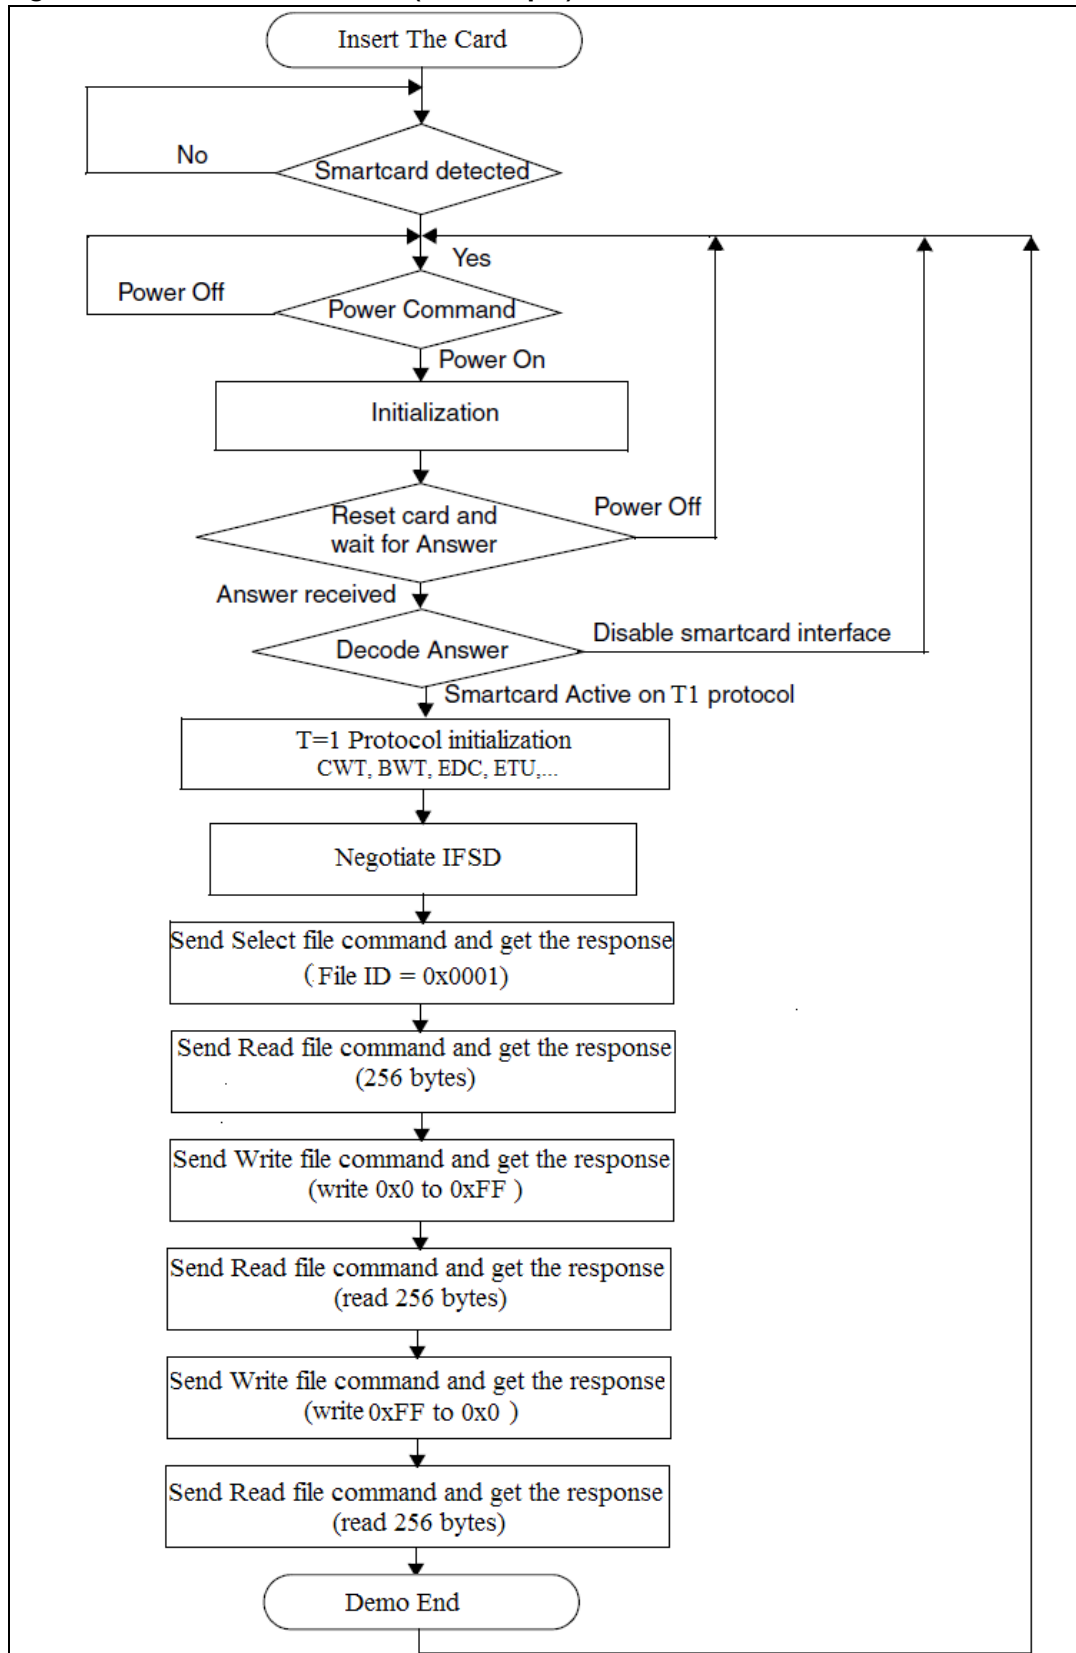 Insert The Card
No
Smartcard detected
Yes
Power Off
Power Command
Power On
Initialization
Reset card and
wait for Answer
Power Off
Answer received
Decode Answer
Disable smartcard interface
Smartcard Active on T1 protocol
T=1 Protocol initialization
CWT, BWT, EDC, ETU,...
Negotiate IFSD
Send Select file command and get the response
( File ID = 0x0001)
Send Read file command and get the response
(256 bytes)
Send Write file command and get the response
(write 0x0 to 0xFF )
Send Read file command and get the response
(read 256 bytes)
Send Write file command and get the response
(write 0xFF to 0x0 )
Send Read file command and get the response
(read 256 bytes)
Demo End